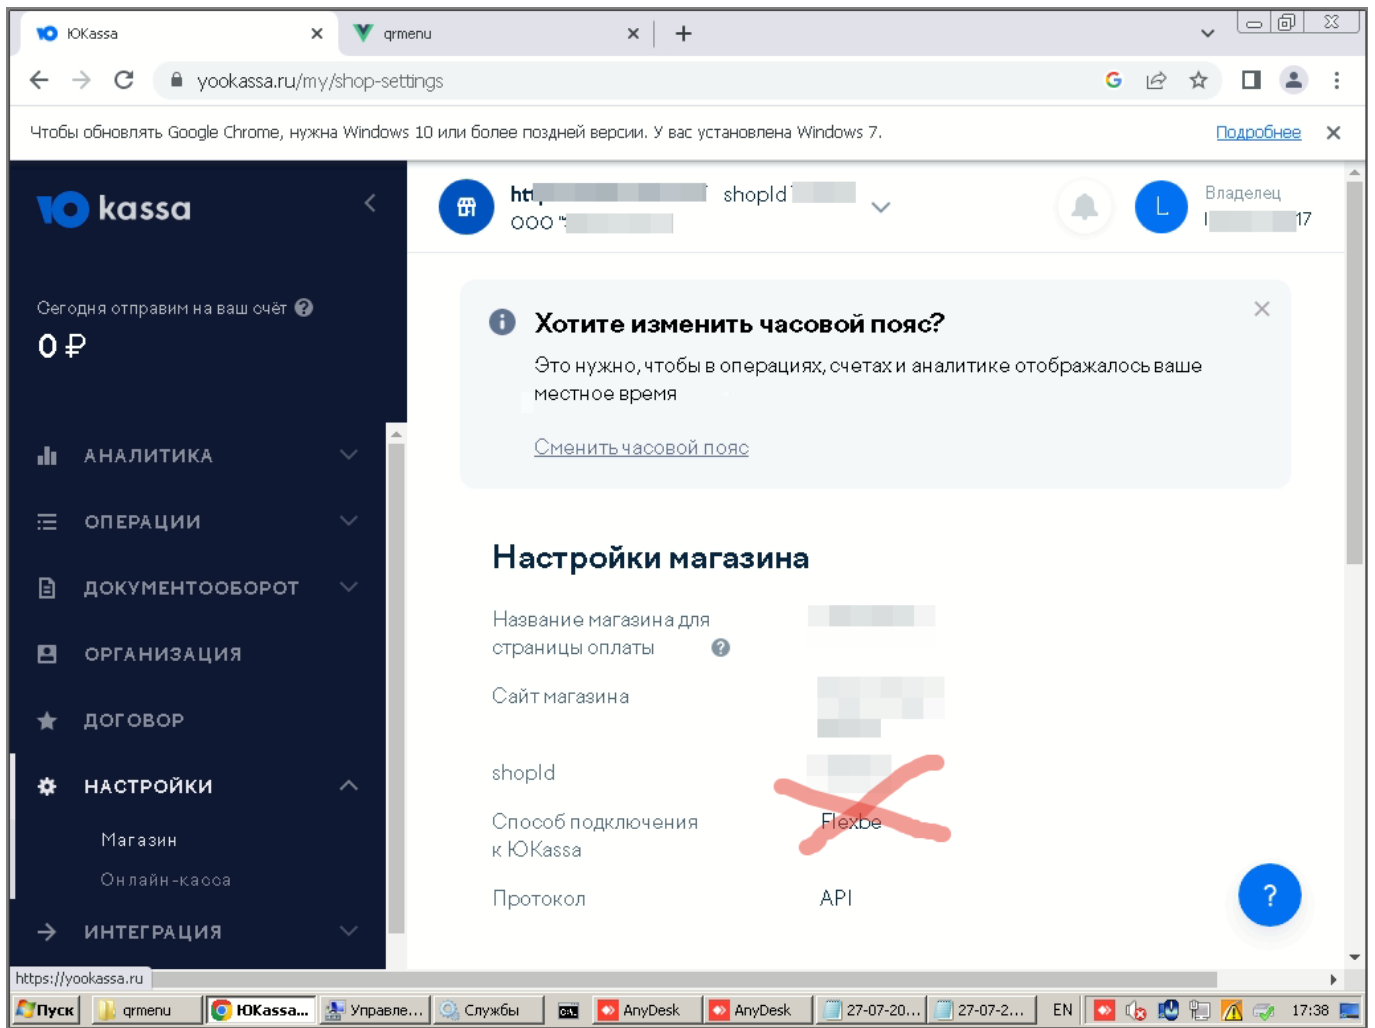 ЮKassa
qrmenu
yookassa.ru/my/shop-settings
Чтобы обновлять Google Chrome, нужна Windows 10 или более поздней версии. У вас установлена Windows 7.
Подробнее
Ю kassa
shopId
ООО "
L
Владелец
17
Сегодня отправим на ваш счёт
0 ₽
Хотите изменить часовой пояс?
Это нужно, чтобы в операциях, счетах и аналитике отображалось ваше
местное время
Сменить часовой пояс
АНАЛИТИКА
ОПЕРАЦИИ
ДОКУМЕНТООБОРОТ
ОРГАНИЗАЦИЯ
ДОГОВОР
НАСТРОЙКИ
Магазин
Онлайн-касса
ИНТЕГРАЦИЯ
Настройки магазина
Название магазина для
страницы оплаты
Сайт магазина
shopId
Способ подключения
к ЮKassa
Flexbe
Протокол
API
?
https://yookassa.ru
Пуск
qrmenu
ЮKassa...
Управле...
Службы
AnyDesk
AnyDesk
27-07-20...
27-07-2...
EN
17:38